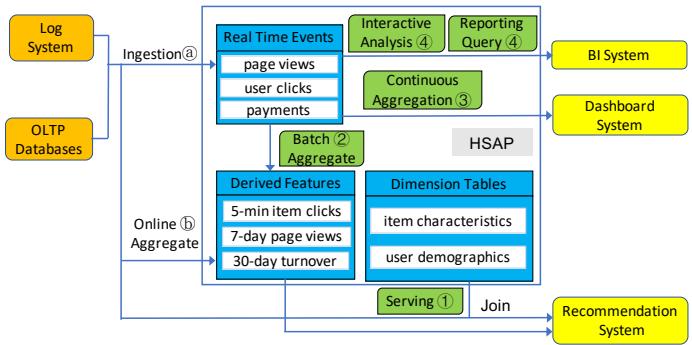 Log
System
OLTP
Databases
Ingestionⓐ
Online ⓑ
Aggregate
Real Time Events
page views
user clicks
payments
Interactive
Analysis ④
Reporting
Query ④
Continuous
Aggregation ③
Batch ②
Aggregate
HSAP
Derived Features
5-min item clicks
7-day page views
30-day turnover
Dimension Tables
item characteristics
user demographics
Serving ①
Join
BI System
Dashboard
System
Recommendation
System